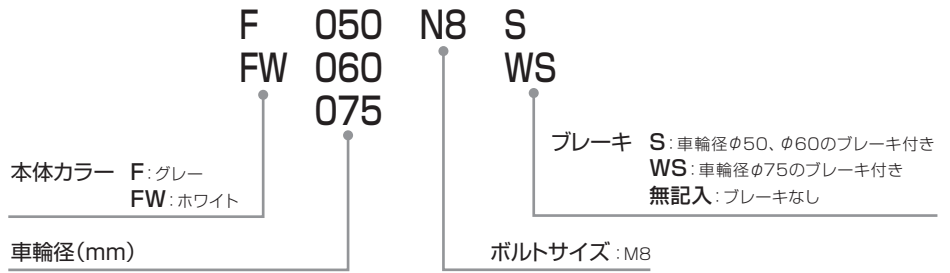 F 050 N8 S
FW 060 WS
075
本体カラー F:グレー
FW:ホワイト
車輪径(mm)
ブレーキ S:車輪径φ50、φ60のブレーキ付き
WS:車輪径φ75のブレーキ付き
無記入:ブレーキなし
ボルトサイズ:M8